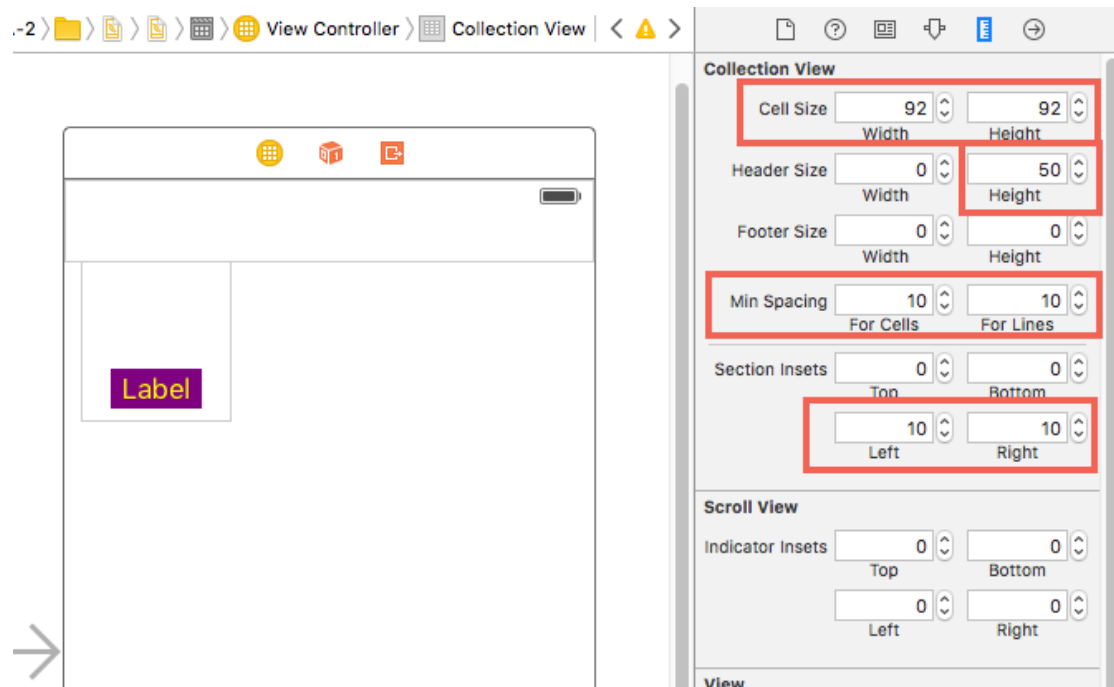 .-2 〉 〉 〉 〉 〉 View Controller 〉 Collection View < >
Collection View
Cell Size 92 92
Width Height
Header Size 0 50
Width Height
Footer Size 0 0
Width Height
Min Spacing 10 10
For Cells For Lines
Section Insets 0 0
Top Bottom
10 10
Left Right
Label
Scroll View
Indicator Insets 0 0
Top Bottom
0 0
Left Right
View